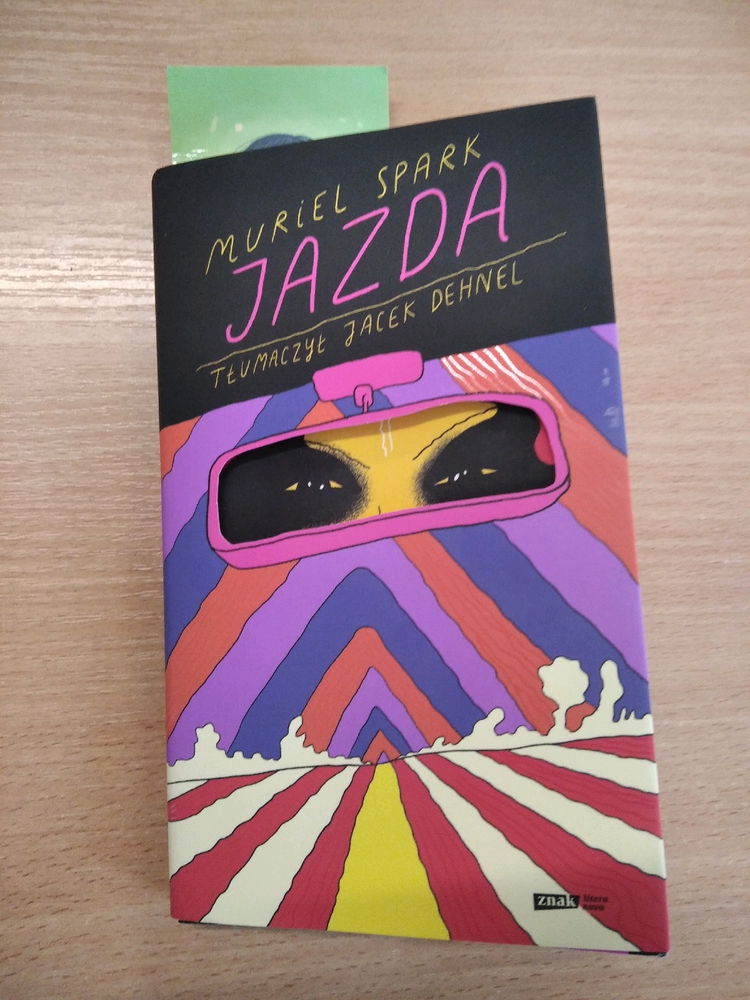 MURiEL SPARK
JAZDA
TŁUMACZYŁ JACEK DEHNEL
znak litera
nova